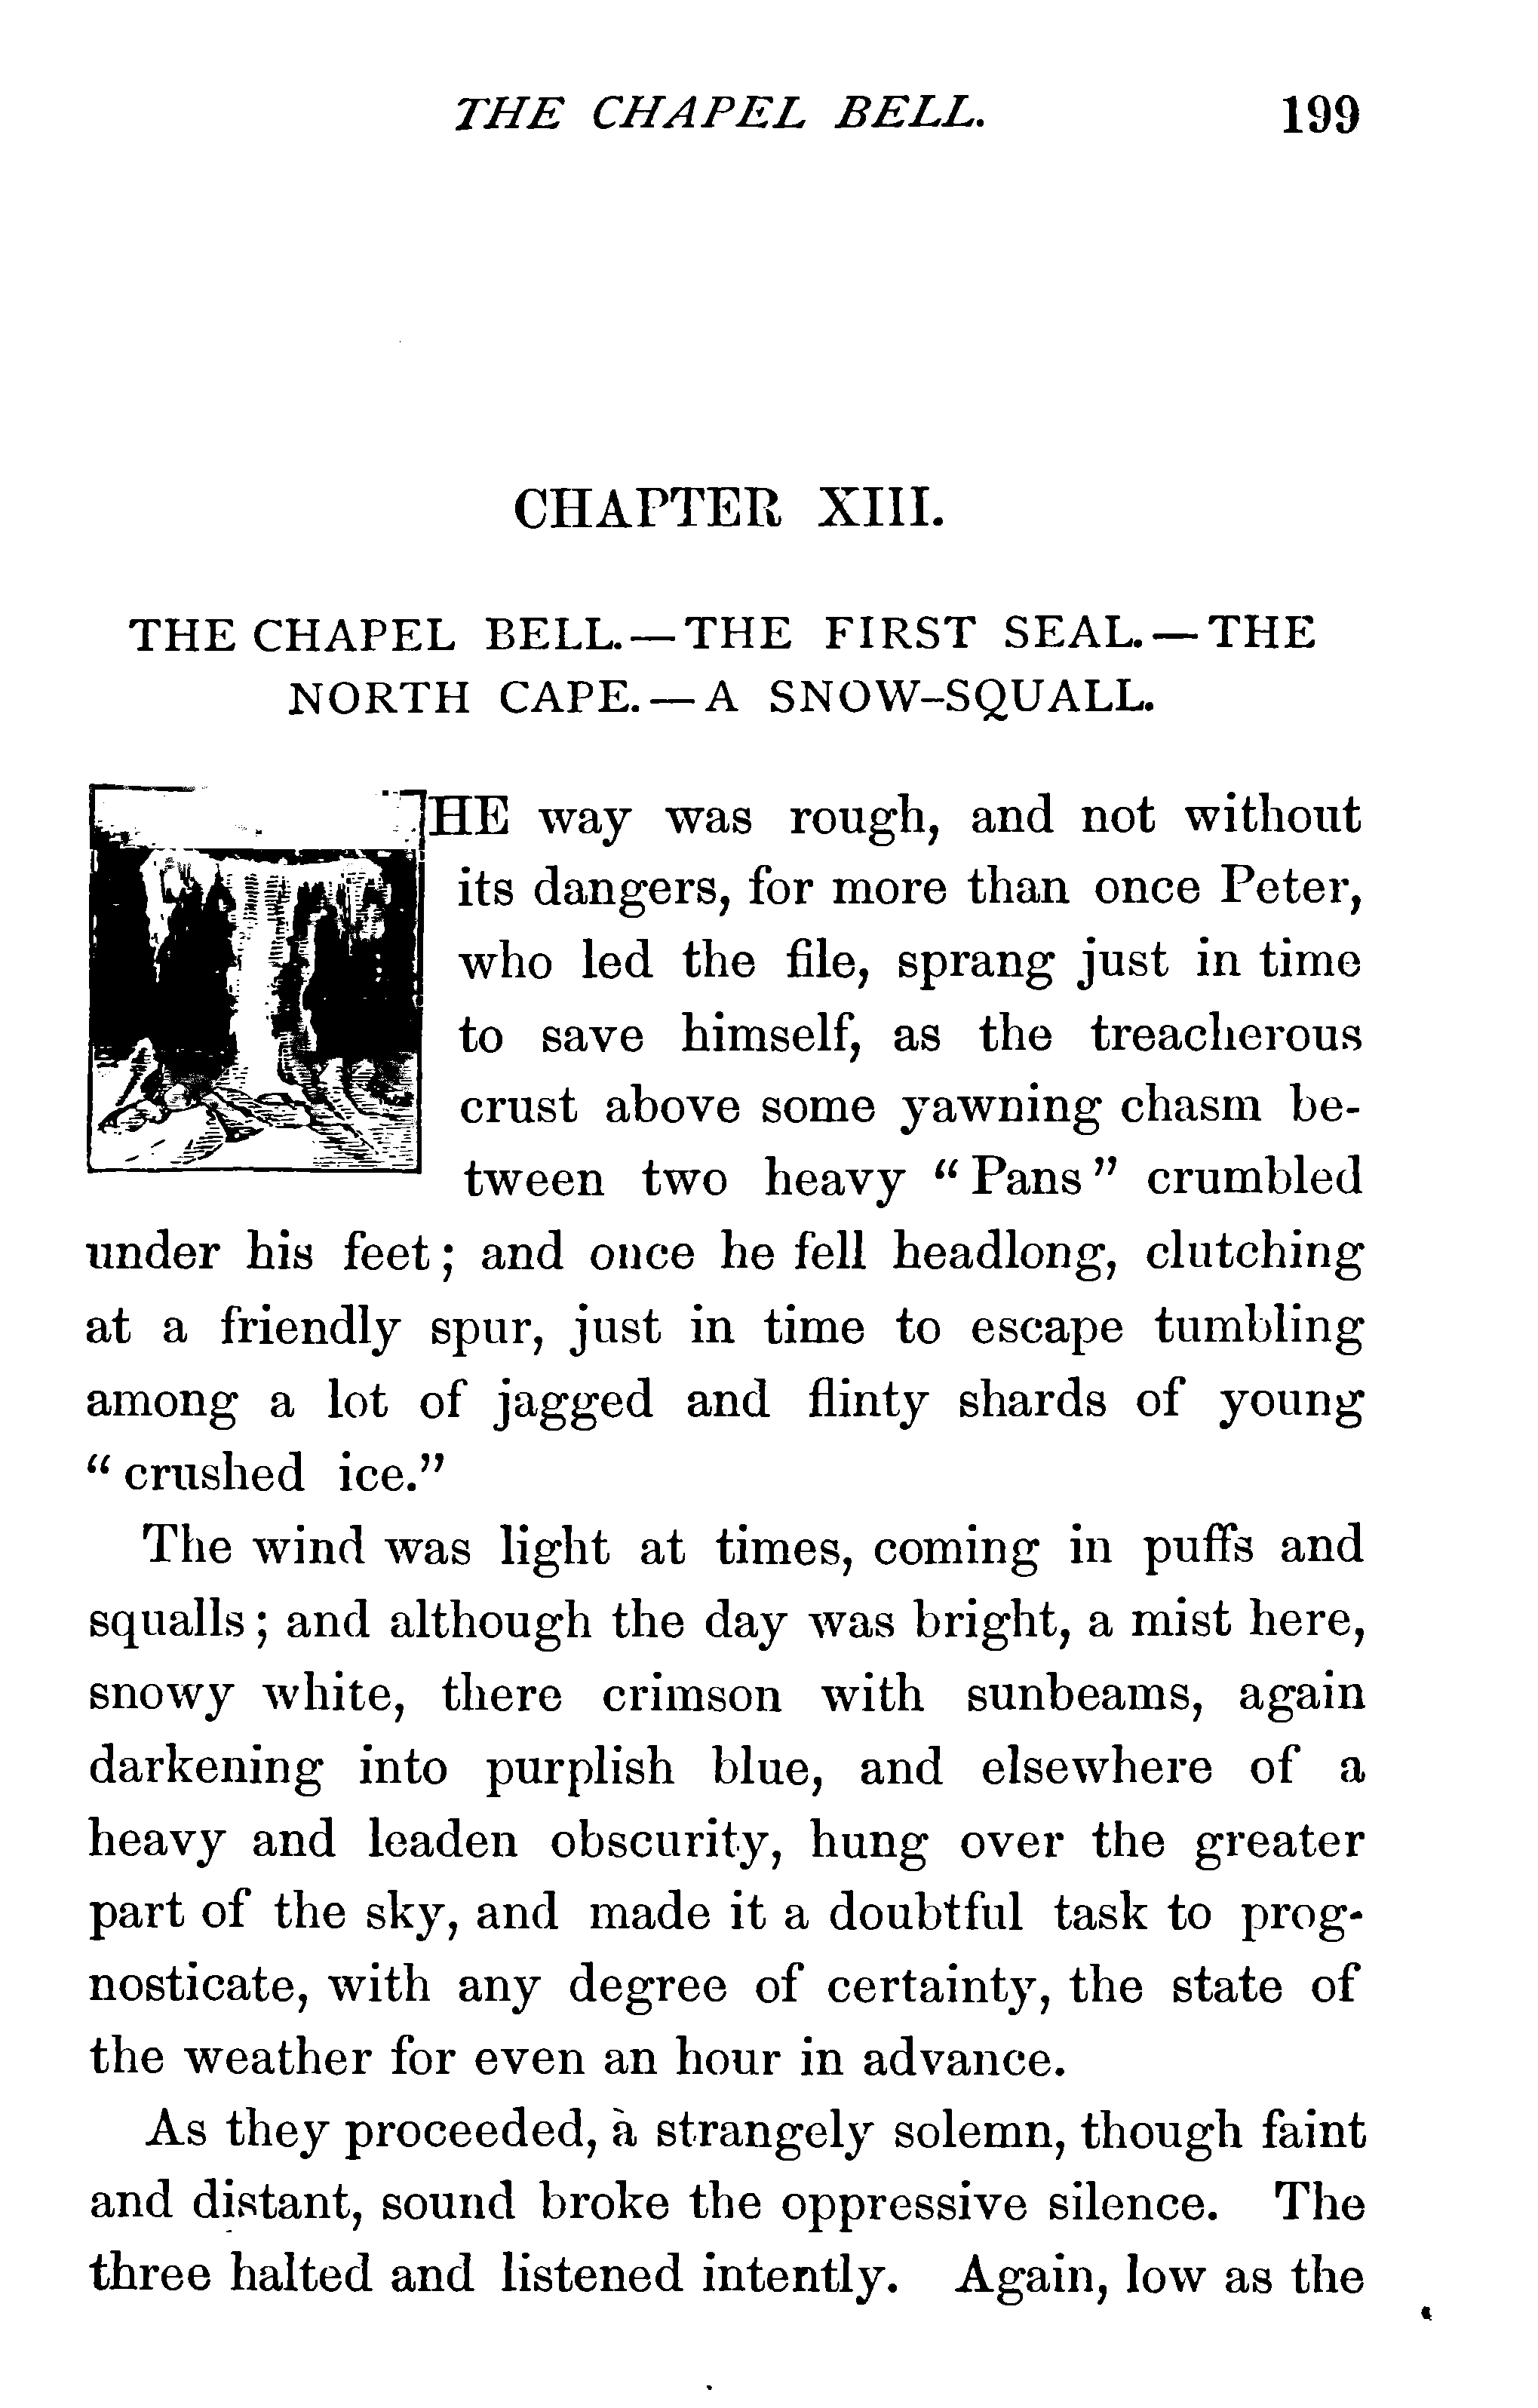 THE CHAPEL BELL. 199
CHAPTER XIII.
THE CHAPEL BELL.—THE FIRST SEAL.—THE
NORTH CAPE.—A SNOW-SQUALL.
THE way was rough, and not without
its dangers, for more than once Peter,
who led the file, sprang just in time
to save himself, as the treacherous
crust above some yawning chasm be-
tween two heavy “Pans” crumbled
under his feet; and once he fell headlong, clutching
at a friendly spur, just in time to escape tumbling
among a lot of jagged and flinty shards of young
“crushed ice.”
The wind was light at times, coming in puffs and
squalls; and although the day was bright, a mist here,
snowy white, there crimson with sunbeams, again
darkening into purplish blue, and elsewhere of a
heavy and leaden obscurity, hung over the greater
part of the sky, and made it a doubtful task to prog-
nosticate, with any degree of certainty, the state of
the weather for even an hour in advance.
As they proceeded, a strangely solemn, though faint
and distant, sound broke the oppressive silence. The
three halted and listened intently. Again, low as the